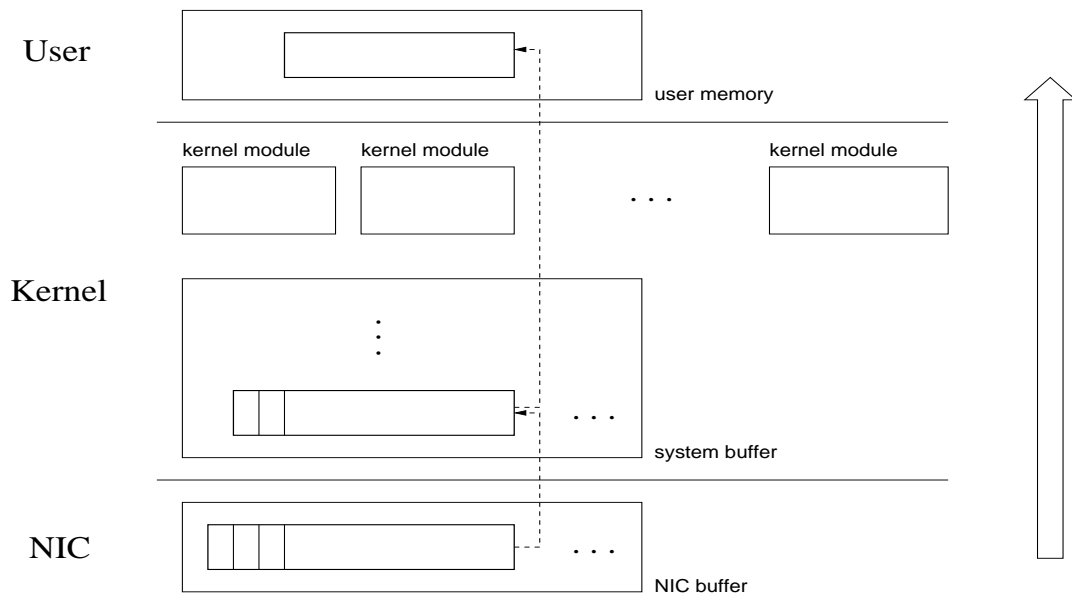 User
user memory
kernel module kernel module . . . kernel module
Kernel
system buffer
NIC
NIC buffer